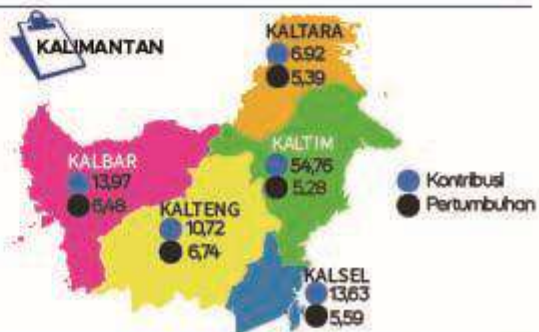 KALIMANTAN
KALTARA
6.92
5,39
KALTIM
54,76
5,28
KALBAR
13,97
6,48
KALTENG
10,72
6,74
KALSEL
13,63
5,59
Kontribusi
Pertumbuhan